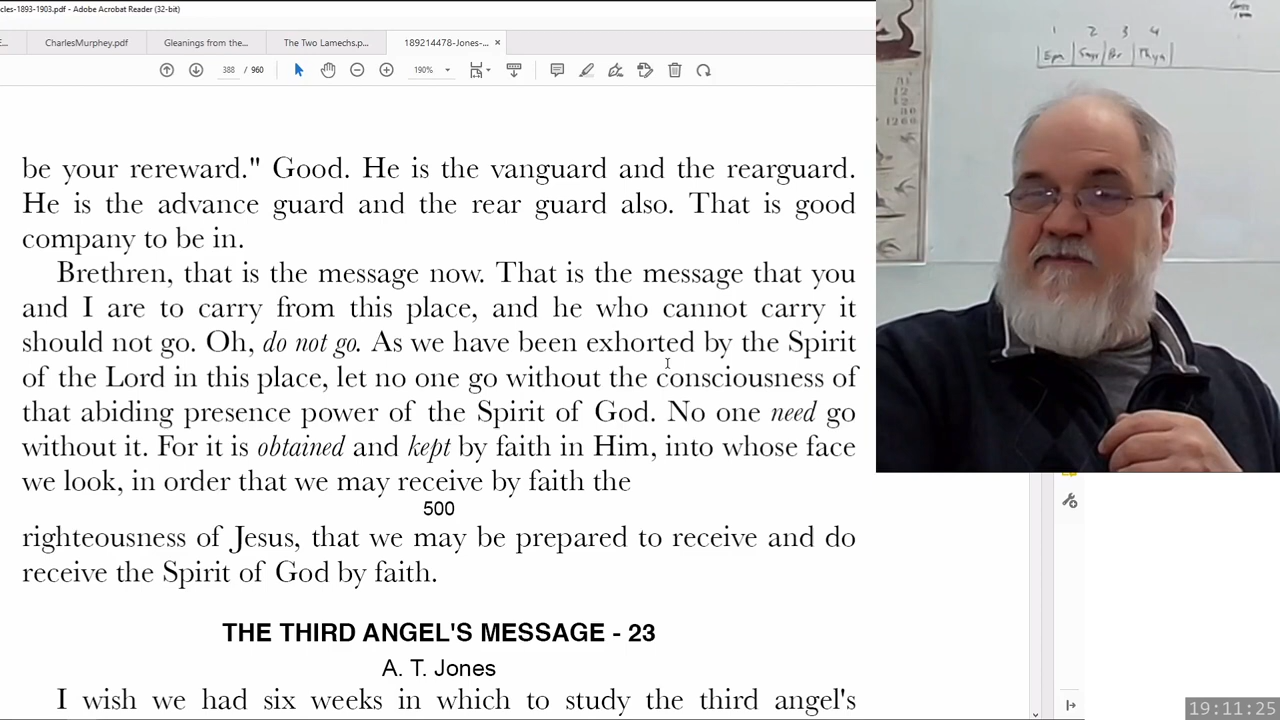 cles-1893-1903.pdf - Adobe Acrobat Reader (32-bit)
CharlesMurphey.pdf
Gleanings from the...
The Two Lamechs.p...
189214478-Jones-...
388 / 960
190%
be your rereward." Good. He is the vanguard and the rearguard.
He is the advance guard and the rear guard also. That is good
company to be in.
Brethren, that is the message now. That is the message that you
and I are to carry from this place, and he who cannot carry it
should not go. Oh, do not go. As we have been exhorted by the Spirit
of the Lord in this place, let no one go without the consciousness of
that abiding presence power of the Spirit of God. No one need go
without it. For it is obtained and kept by faith in Him, into whose face
we look, in order that we may receive by faith the
500
righteousness of Jesus, that we may be prepared to receive and do
receive the Spirit of God by faith.
THE THIRD ANGEL'S MESSAGE - 23
A. T. Jones
I wish we had six weeks in which to study the third angel's
1 2 3 4
Eph
Thya
1260
19:11:25